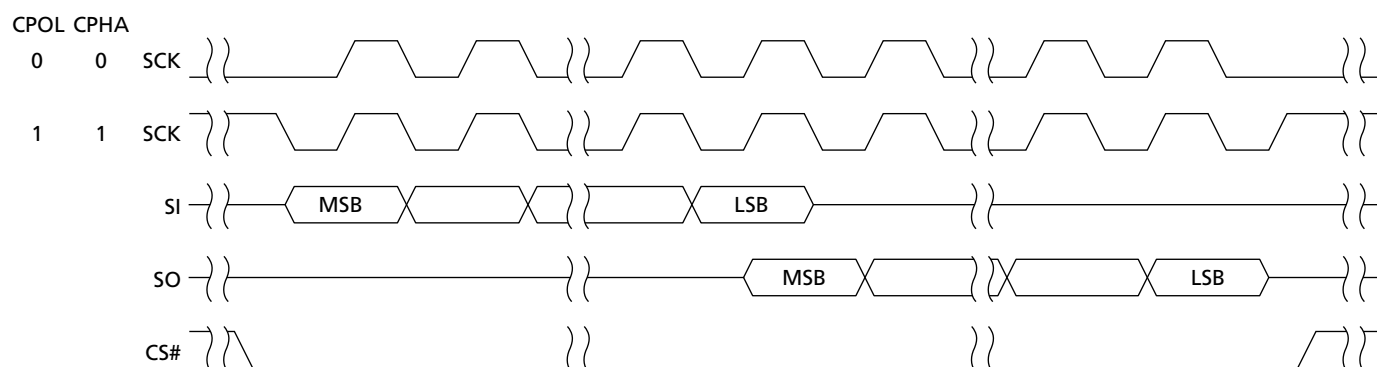 CPOL CPHA
0 0 SCK
1 1 SCK
SI MSB LSB
SO MSB LSB
CS#